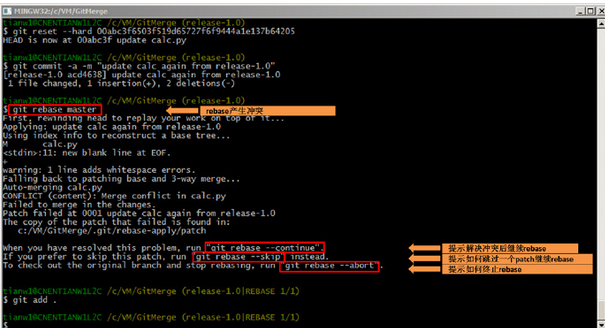 MINGW32:/c/VM/GitMerge
tianwl@CNENTIANWL2C /c/VM/GitMerge (release-1.0)
$ git reset --hard 00abc3f6503f519d65727f6f9444a1e137b64205
HEAD is now at 00abc3f update calc.py
tianwl@CNENTIANWL2C /c/VM/GitMerge (release-1.0)
$ git commit -a -m "update calc again from release-1.0"
[release-1.0 acd4638] update calc again from release-1.0
1 file changed, 1 insertion(+), 2 deletions(-)
tianwl@CNENTIANWL2C /c/VM/GitMerge (release-1.0)
$ git rebase master rebase产生冲突
First, rewinding head to replay your work on top of it...
Applying: update calc again from release-1.0
Using index info to reconstruct a base tree...
M calc.py
<stdin>:11: new blank line at EOF.
+
warning: 1 line adds whitespace errors.
Falling back to patching base and 3-way merge...
Auto-merging calc.py
CONFLICT (content): Merge conflict in calc.py
Failed to merge in the changes.
Patch failed at 0001 update calc again from release-1.0
The copy of the patch that failed is found in:
c:/VM/GitMerge/.git/rebase-apply/patch
When you have resolved this problem, run "git rebase --continue". 提示解决冲突后继续rebase
If you prefer to skip this patch, run "git rebase --skip" instead. 提示如何跳过一个patch继续rebase
To check out the original branch and stop rebasing, run "git rebase --abort". 提示如何终止rebase
tianwl@CNENTIANWL2C /c/VM/GitMerge (release-1.0|REBASE 1/1)
$ git add .
tianwl@CNENTIANWL2C /c/VM/GitMerge (release-1.0|REBASE 1/1)
$